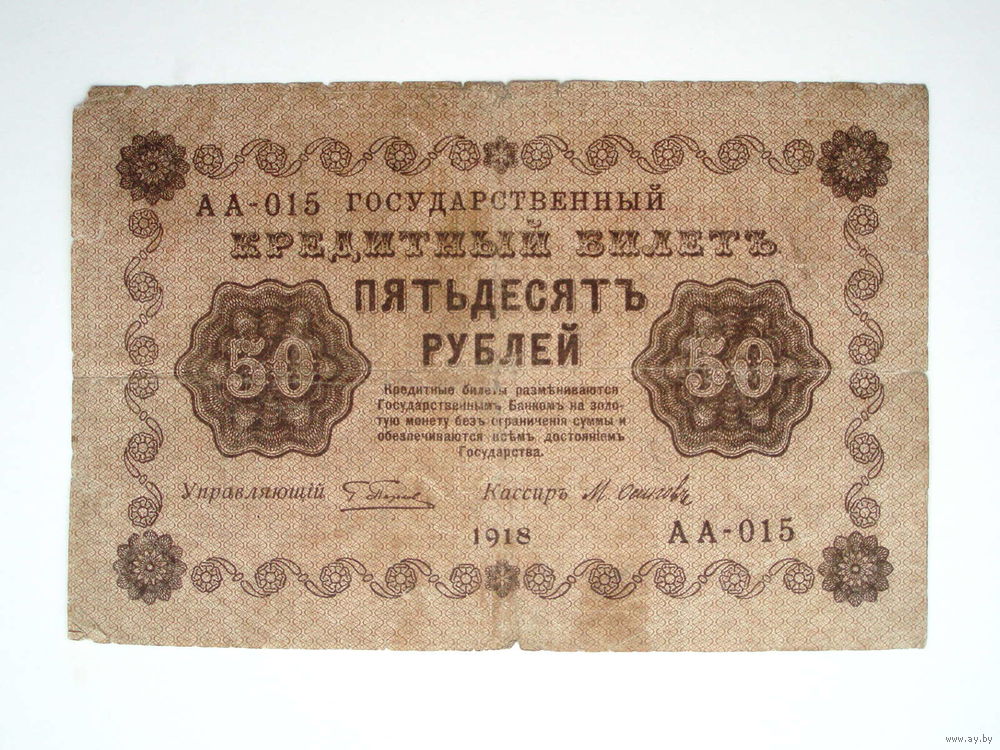 АА-015 ГОСУДАРСТВЕННЫЙ
КРЕДИТНЫЙ БИЛЕТЪ
ПЯТЬДЕСЯТЪ
РУБЛЕЙ
50
50
Кредитные билеты размѣниваются
Государственнымъ Банкомъ на золо-
тую монету безъ ограниченія суммы и
обезпечиваются всѣмъ достояніемъ
Государства.
Управляющій
Кассиръ М. Осиповъ
1918
АА-015
www.ay.by